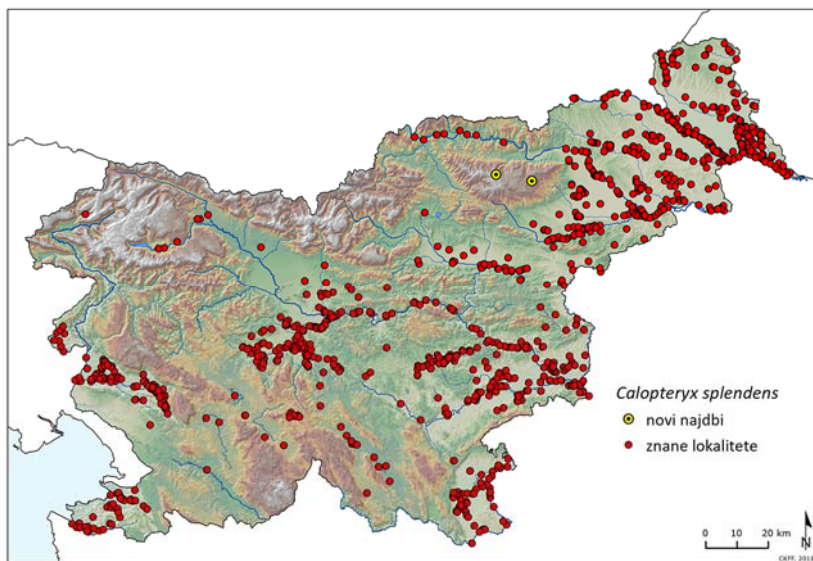 Calopteryx splendens
novi najdbi
znane lokalitete
0 10 20 km
N